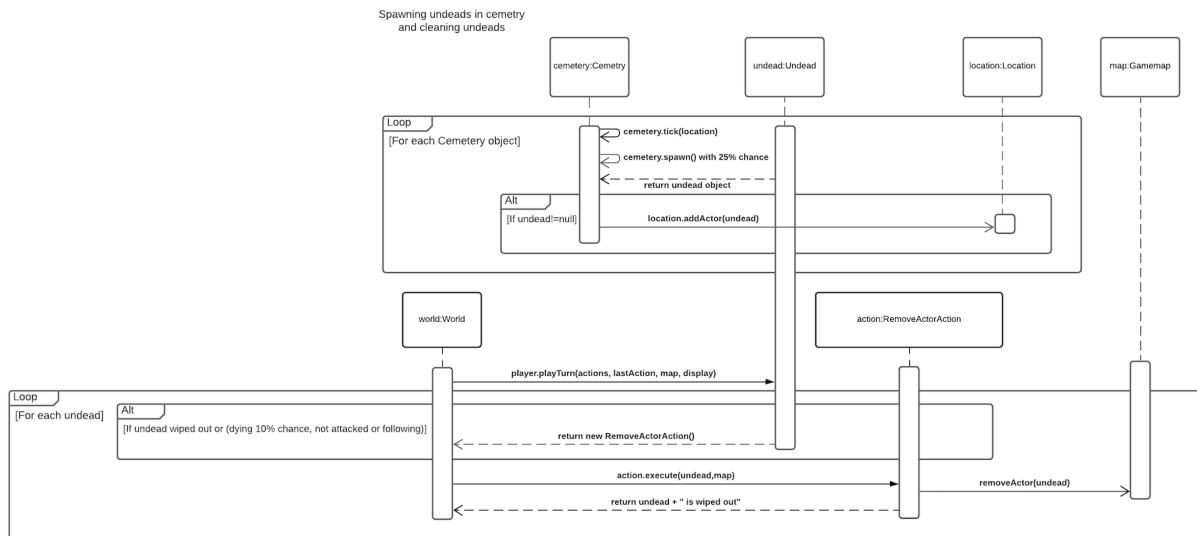 Spawning undeads in cemetry
and cleaning undeads
cemetery:Cemetry
undead:Undead
location:Location
map:Gamemap
Loop
[For each Cemetery object]
cemetery.tick(location)
cemetery.spawn() with 25% chance
return undead object
Alt
[If undead!=null]
location.addActor(undead)
world:World
action:RemoveActorAction
player.playTurn(actions, lastAction, map, display)
Loop
[For each undead]
Alt
[If undead wiped out or (dying 10% chance, not attacked or following)]
return new RemoveActorAction()
action.execute(undead,map)
removeActor(undead)
return undead + " is wiped out"